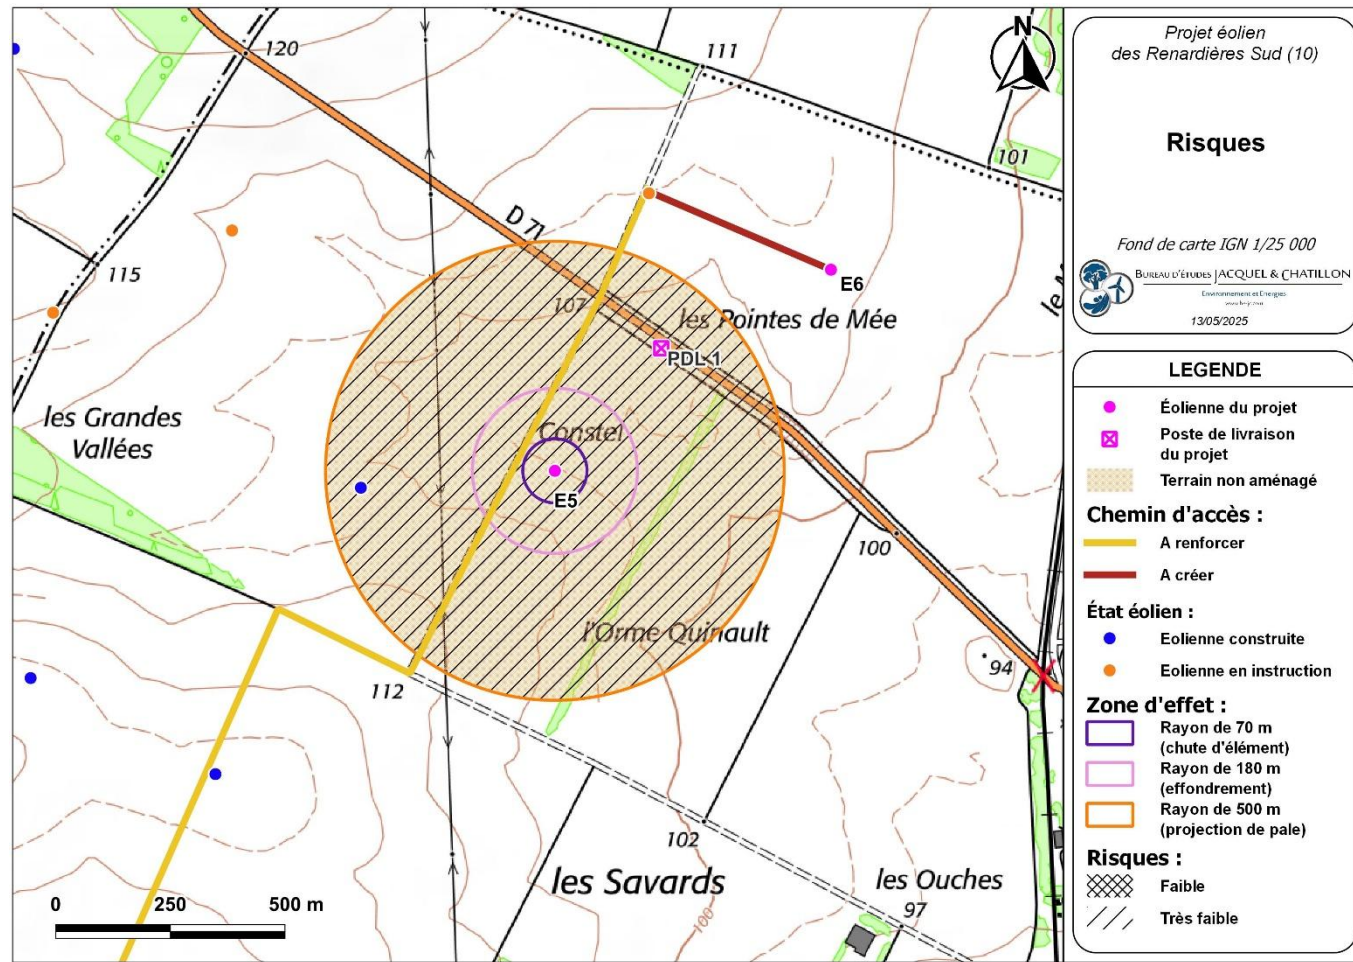 120
111
N
101
D 71
115
E6
107
les Pointes de Mée
PDL 1
les Grandes
Vallées
Constel
E5
100
l'Orme Quinault
94
112
102
les Savards
les Ouches
97
100
0 250 500 m
Projet éolien
des Renardières Sud (10)
Risques
Fond de carte IGN 1/25 000
BUREAU D'ÉTUDES JACQUEL & CHATILLON
Environnement et Energies
13/05/2025
LEGENDE
Éolienne du projet
Poste de livraison
du projet
Terrain non aménagé
Chemin d'accès :
A renforcer
A créer
État éolien :
Eolienne construite
Eolienne en instruction
Zone d'effet :
Rayon de 70 m
(chute d'élément)
Rayon de 180 m
(effondrement)
Rayon de 500 m
(projection de pale)
Risques :
Faible
Très faible